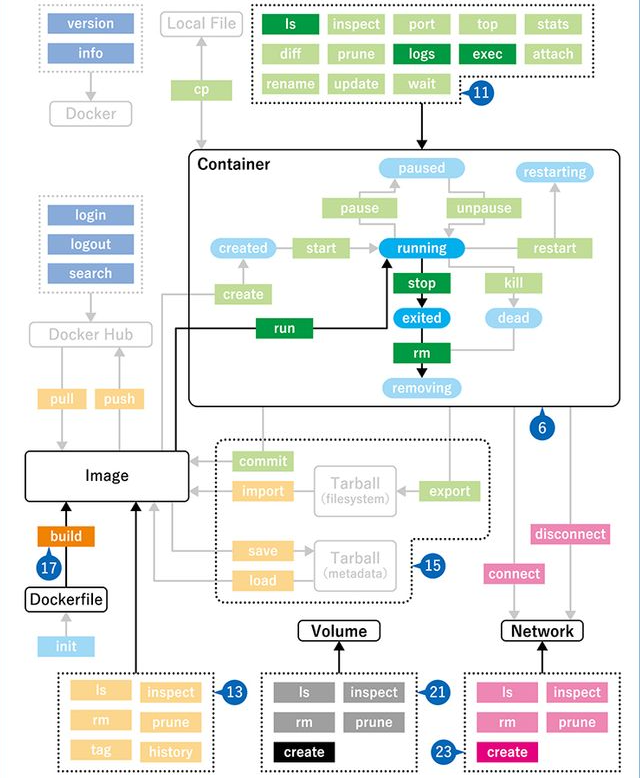 version
info
Docker
Local File
cp
ls inspect port top stats
diff prune logs exec attach
rename update wait
11
Container
paused
restarting
pause
unpause
created
start
running
restart
create
stop
kill
run
exited
dead
rm
removing
6
login
logout
search
Docker Hub
pull
push
Image
commit
import
Tarball
(filesystem)
export
save
load
Tarball
(metadata)
15
disconnect
connect
build
17
Dockerfile
init
Volume
Network
ls inspect
rm prune
tag history
13
ls inspect
rm prune
create
21
ls inspect
rm prune
create
23